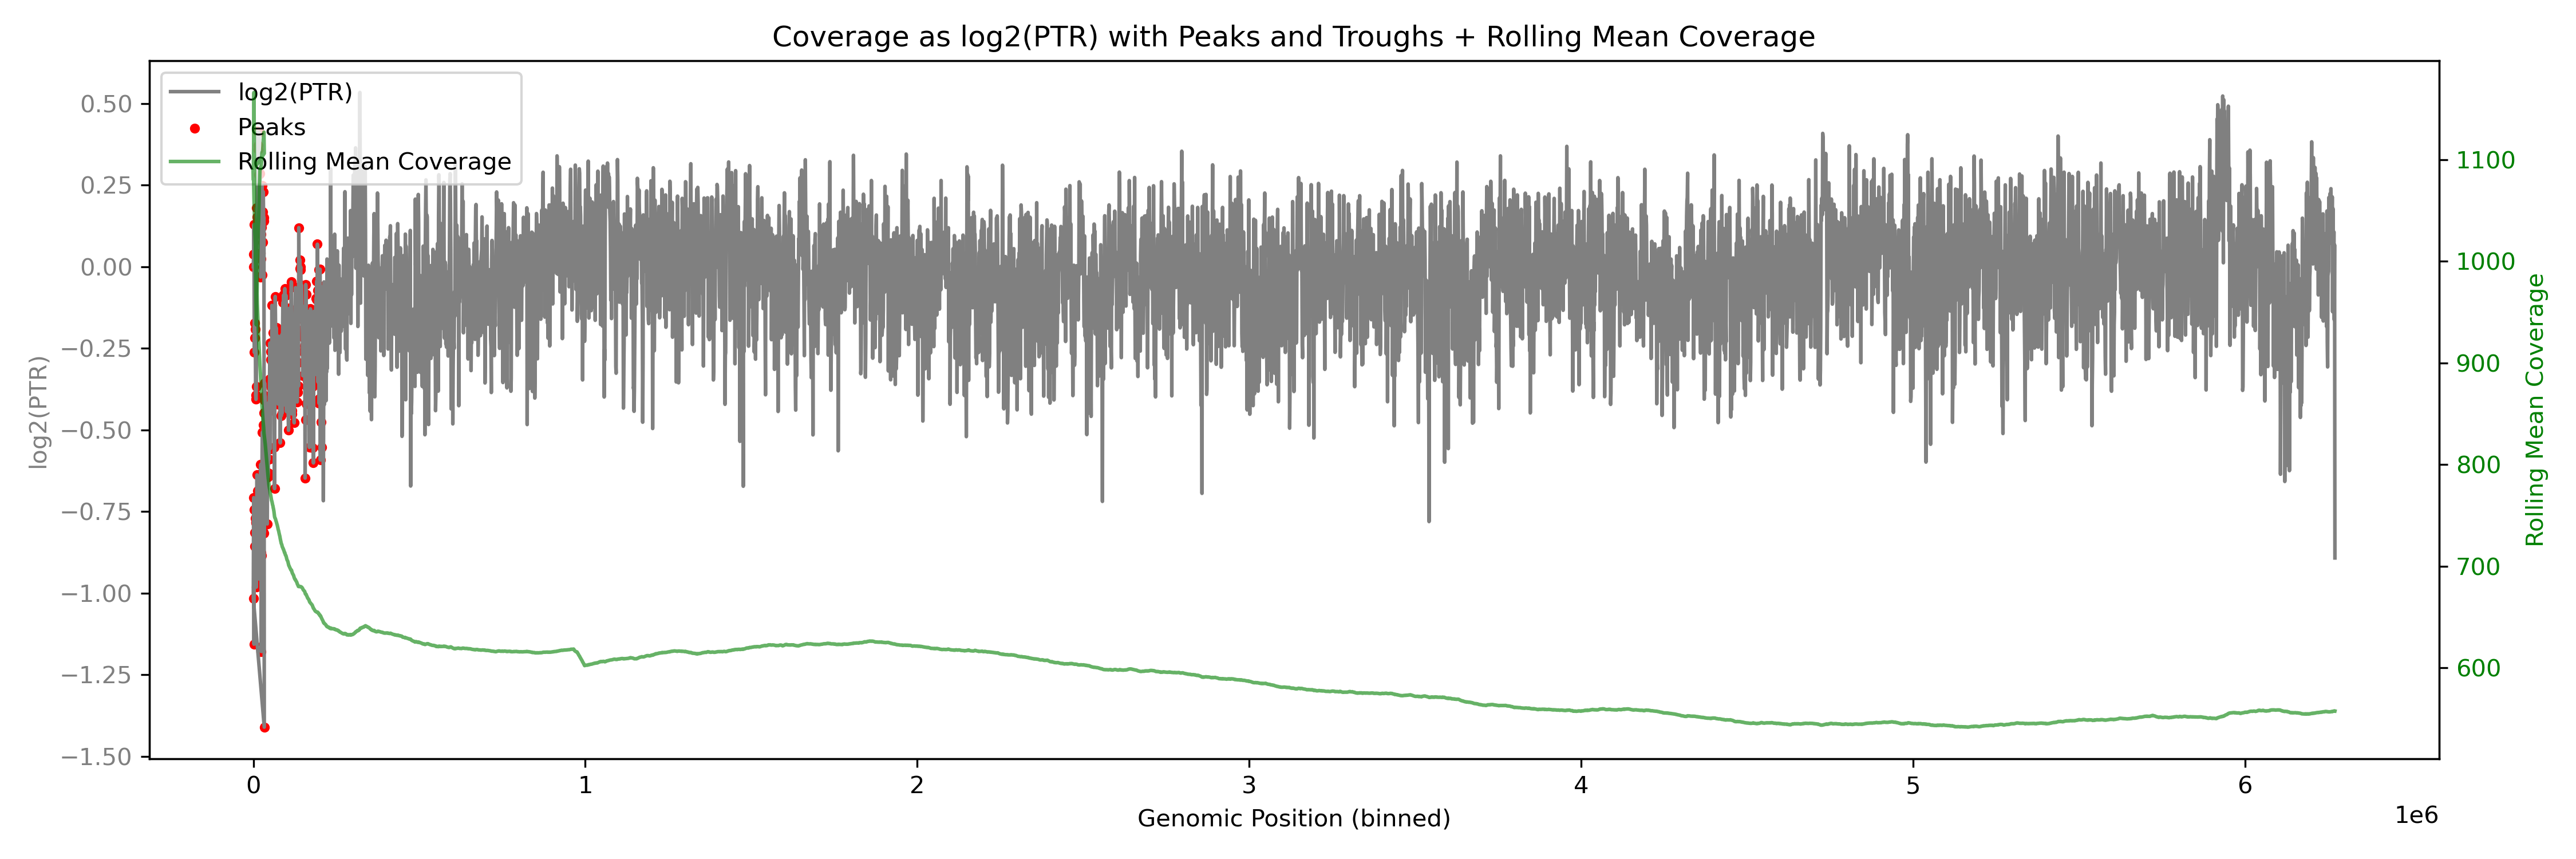 Coverage as log2(PTR) with Peaks and Troughs + Rolling Mean Coverage
log2(PTR)
Peaks
Rolling Mean Coverage
0.50
0.25
0.00
−0.25
−0.50
−0.75
−1.00
−1.25
−1.50
log2(PTR)
1100
1000
900
800
700
600
Rolling Mean Coverage
0
1
2
3
4
5
6
1e6
Genomic Position (binned)